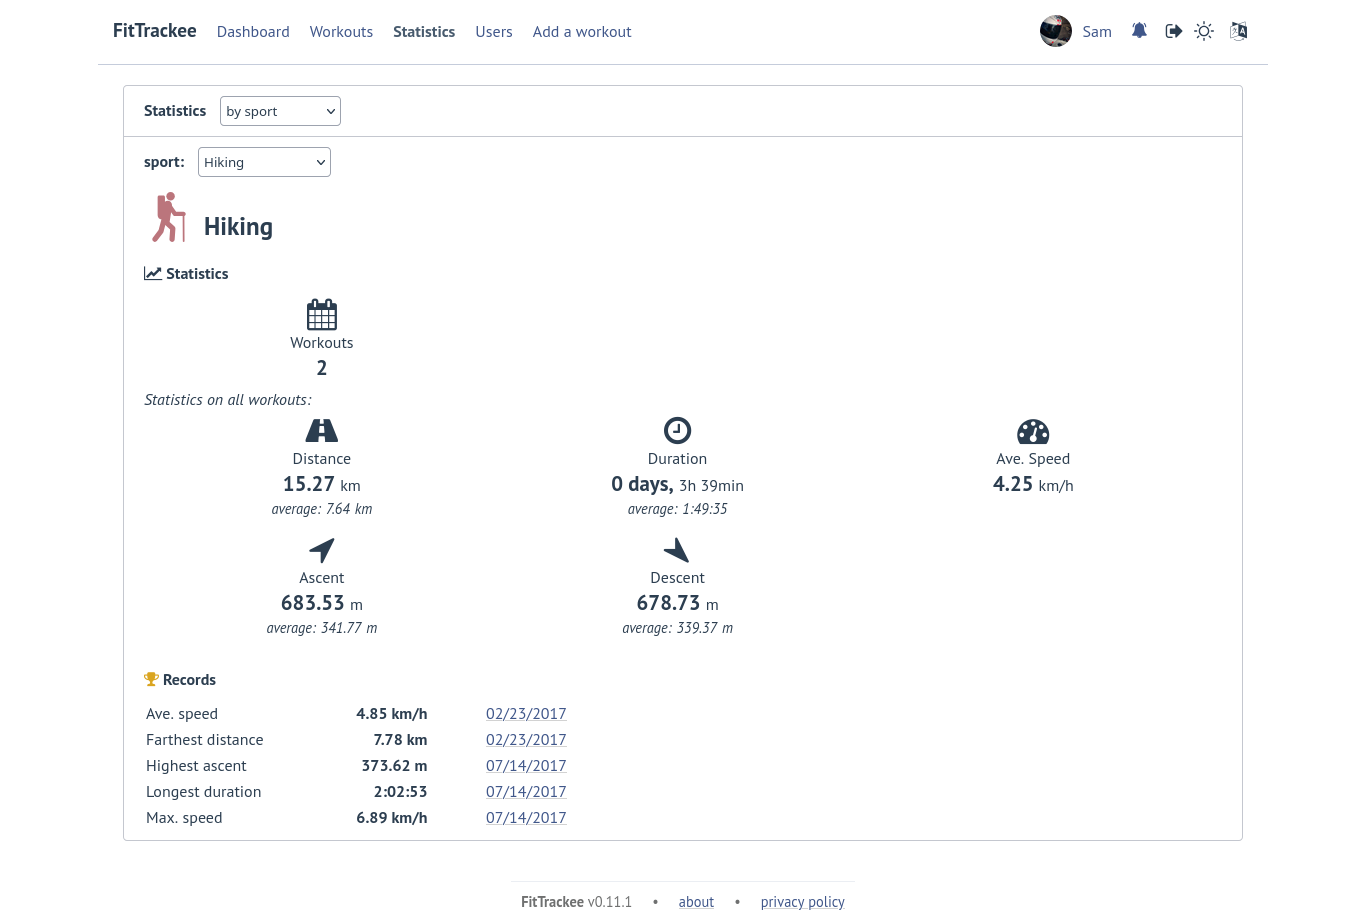 FitTrackee Dashboard Workouts Statistics Users Add a workout Sam
Statistics by sport
sport: Hiking
Hiking
Statistics
Workouts
2
Statistics on all workouts:
Distance Duration Ave. Speed
15.27 km 0 days, 3h 39min 4.25 km/h
average: 7.64 km average: 1:49:35
Ascent Descent
683.53 m 678.73 m
average: 341.77 m average: 339.37 m
Records
Ave. speed 4.85 km/h 02/23/2017
Farthest distance 7.78 km 02/23/2017
Highest ascent 373.62 m 07/14/2017
Longest duration 2:02:53 07/14/2017
Max. speed 6.89 km/h 07/14/2017
FitTrackee v0.11.1 • about • privacy policy